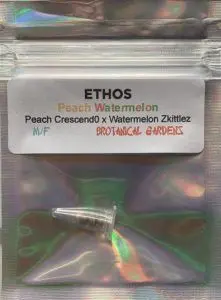 ETHOS
Peach Watermelon
Peach Crescend0 x Watermelon Zkittlez
N/F BROTANICAL GARDENS